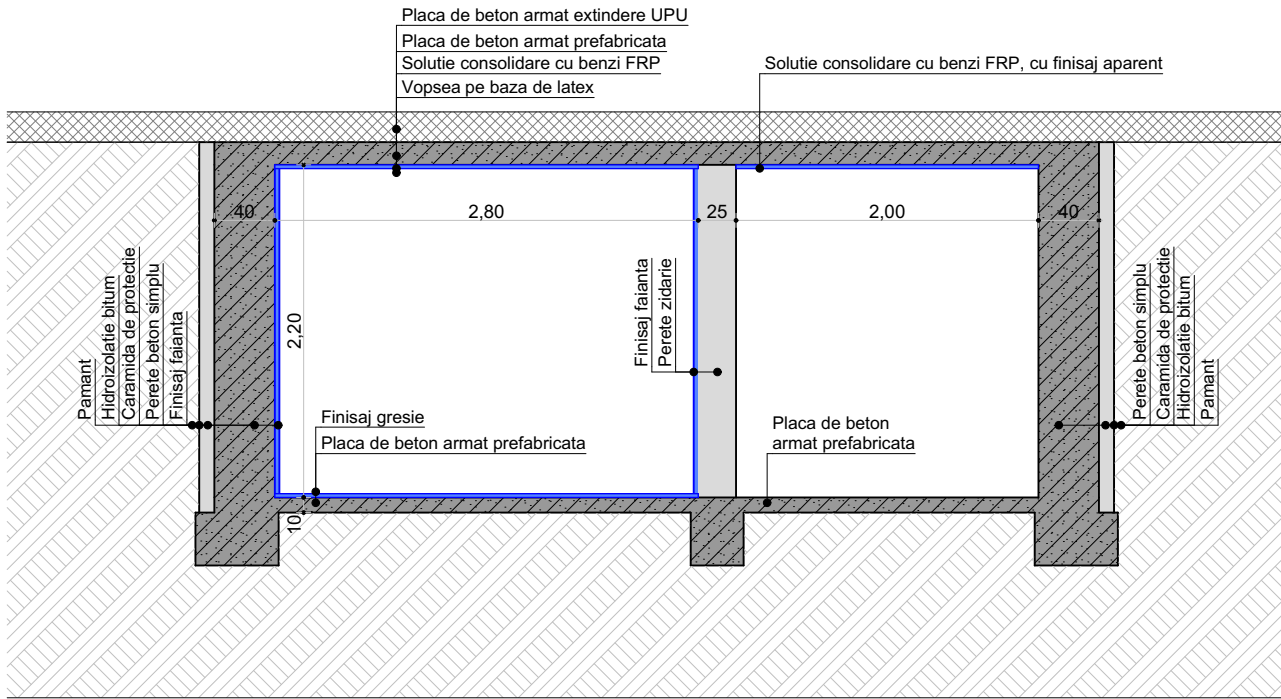 Placa de beton armat extindere UPU
Placa de beton armat prefabricata
Solutie consolidare cu benzi FRP
Vopsea pe baza de latex
Solutie consolidare cu benzi FRP, cu finisaj aparent
40
2,80
25
2,00
40
2,20
10
Pamant
Hidroizolatie bitum
Caramida de protectie
Perete beton simplu
Finisaj faianta
Finisaj faianta
Perete zidarie
Perete beton simplu
Caramida de protectie
Hidroizolatie bitum
Pamant
Finisaj gresie
Placa de beton armat prefabricata
Placa de beton
armat prefabricata